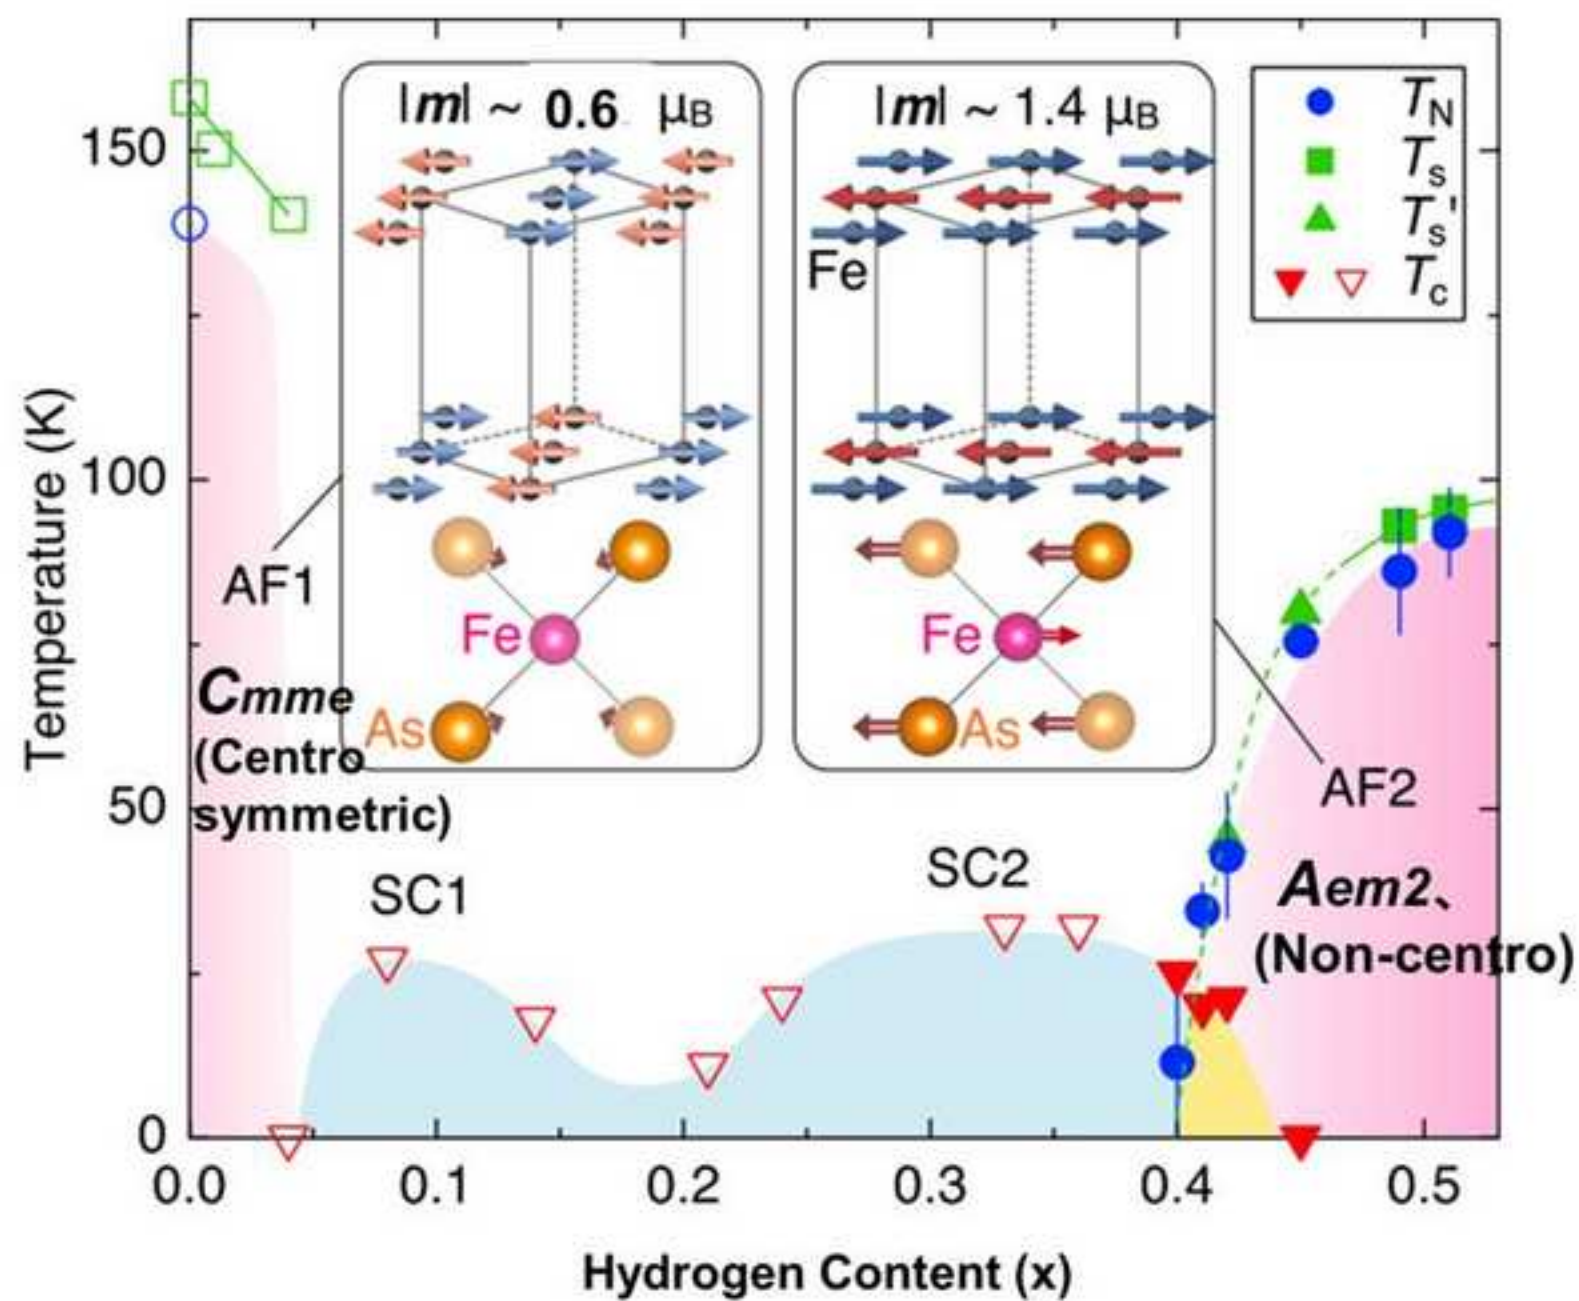 |m| ~ 0.6 μB
|m| ~ 1.4 μB
TN
Ts
Ts'
Tc
150
100
50
0
Temperature (K)
Fe
AF1
Fe
As
Fe
As
AF2
Cmme
(Centro
symmetric)
SC1
SC2
Aem2、
(Non-centro)
0.0 0.1 0.2 0.3 0.4 0.5
Hydrogen Content (x)